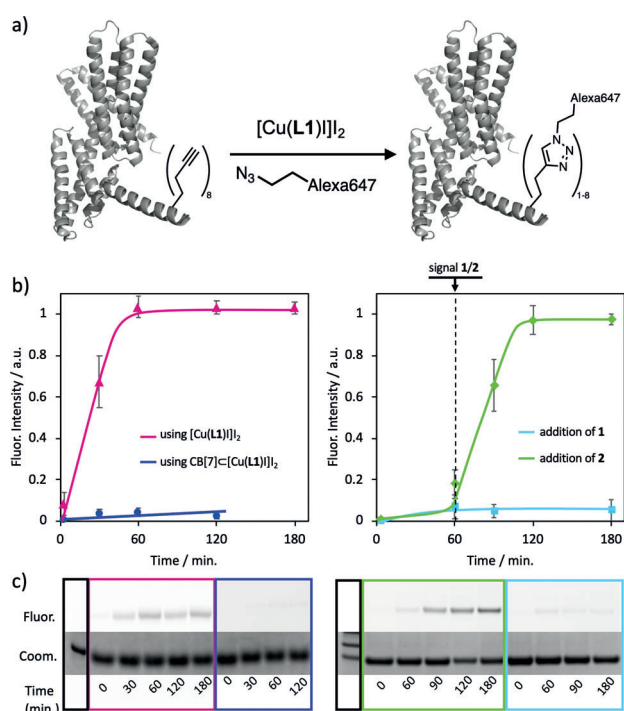 a)
[Cu(L1)I]I₂
N₃
Alexa647
8
Alexa647
N
N
N
1-8
b)
signal 1/2
Fluor. Intensity / a.u.
1
0.8
0.6
0.4
0.2
0
using [Cu(L1)I]I₂
using CB[7]⊂[Cu(L1)I]I₂
0 60 120 180
Time / min.
Fluor. Intensity / a.u.
1
0.8
0.6
0.4
0.2
0
addition of 1
addition of 2
0 60 120 180
Time / min.
c)
Fluor.
Coom.
Time
(min.)
0 30 60 120 180 0 30 60 120
0 60 90 120 180 0 60 90 120 180